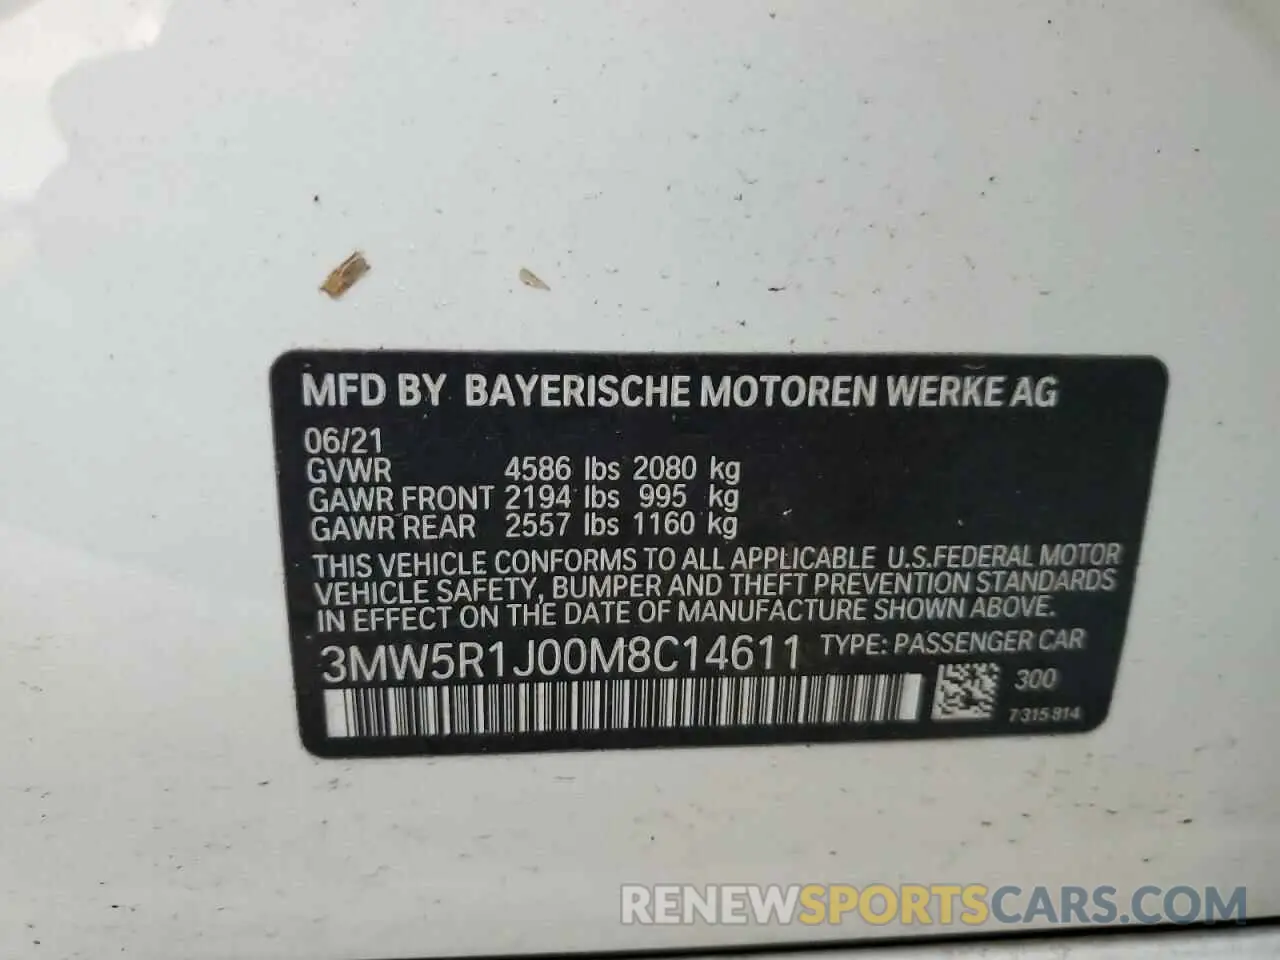 MFD BY BAYERISCHE MOTOREN WERKE AG
06/21
GVWR 4586 lbs 2080 kg
GAWR FRONT 2194 lbs 995 kg
GAWR REAR 2557 lbs 1160 kg
THIS VEHICLE CONFORMS TO ALL APPLICABLE U.S.FEDERAL MOTOR
VEHICLE SAFETY, BUMPER AND THEFT PREVENTION STANDARDS
IN EFFECT ON THE DATE OF MANUFACTURE SHOWN ABOVE.
3MW5R1J00M8C14611 TYPE: PASSENGER CAR
300
7315814
RENEWSPORTSCARS.COM